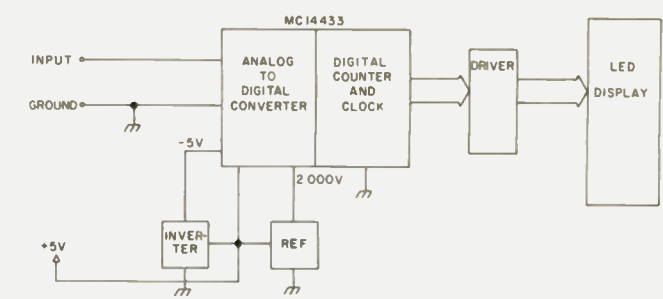 MC14433
INPUT
GROUND
ANALOG
TO
DIGITAL
CONVERTER
DIGITAL
COUNTER
AND
CLOCK
DRIVER
LED
DISPLAY
-5V
2.000V
INVER-
TER
REF
+5V